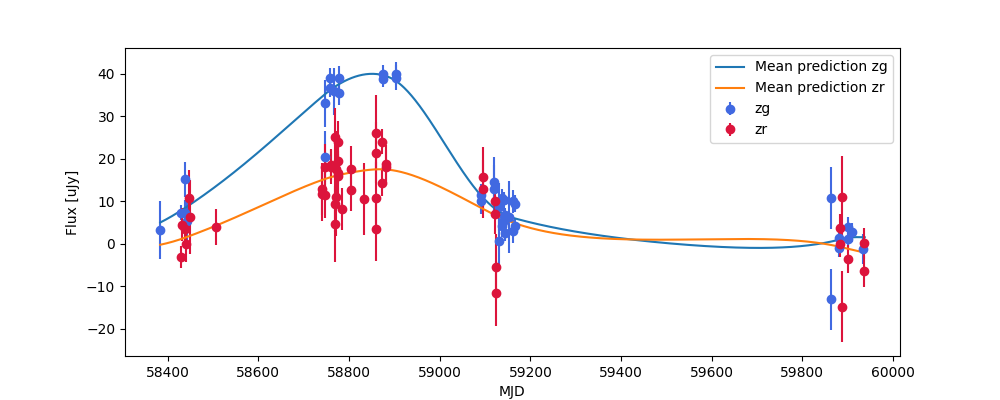 Flux [uJy]
40
30
20
10
0
−10
−20
58400 58600 58800 59000 59200 59400 59600 59800 60000
MJD
Mean prediction zg
Mean prediction zr
zg
zr